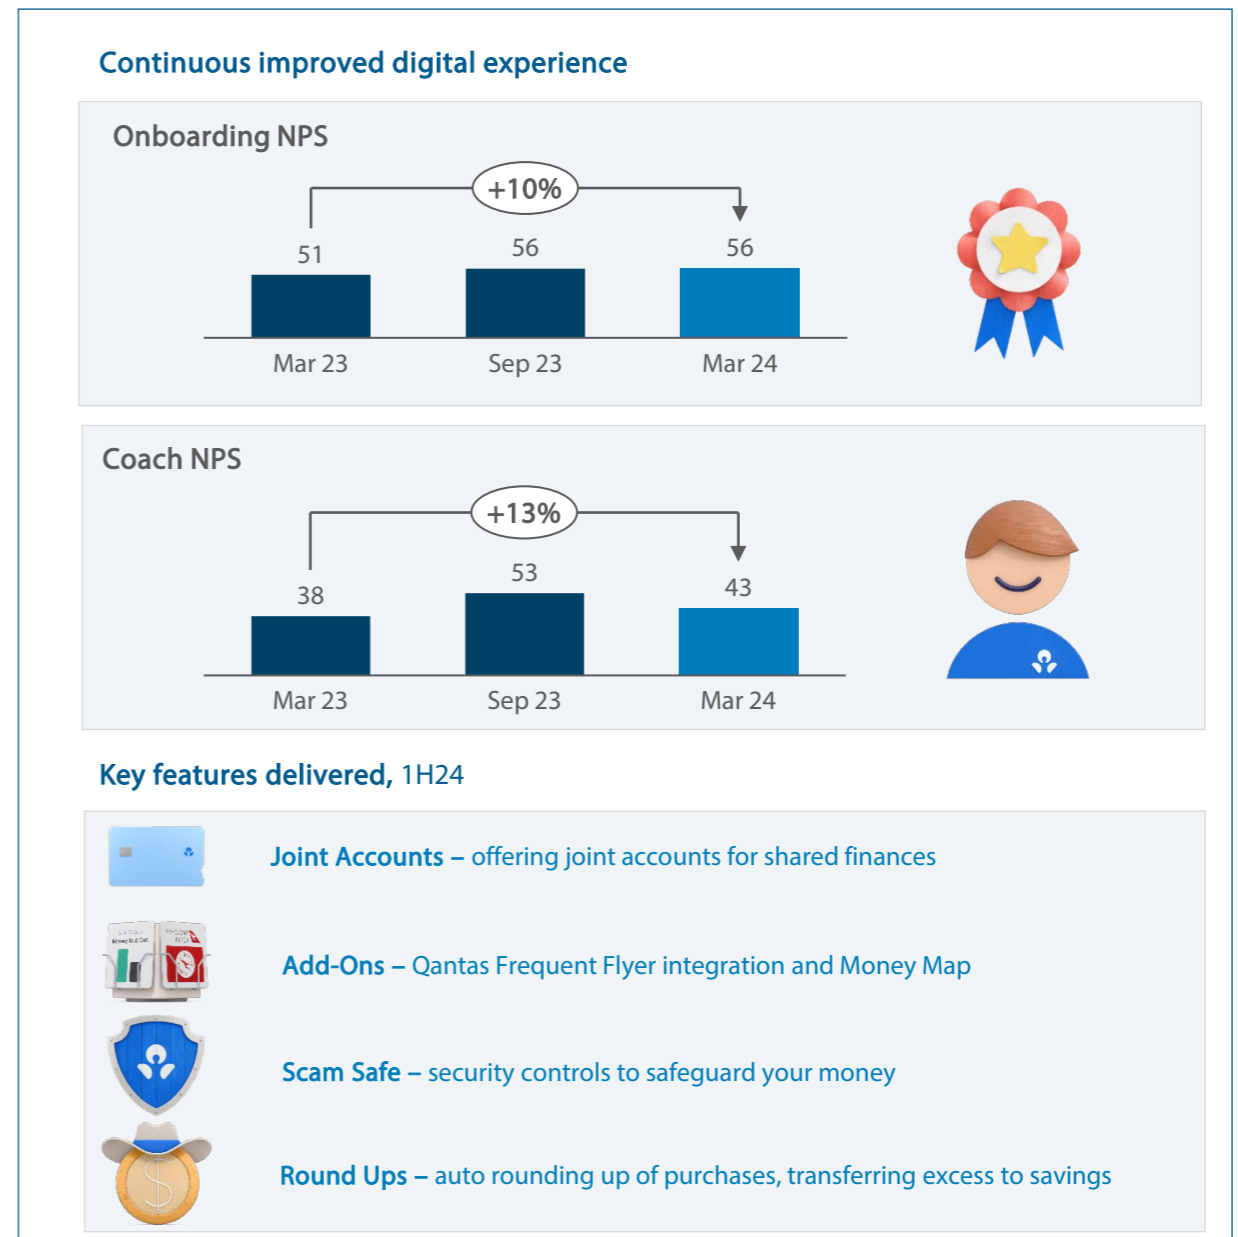 Continuous improved digital experience
Onboarding NPS
+10%
51
56
56
Mar 23
Sep 23
Mar 24
Coach NPS
+13%
38
53
43
Mar 23
Sep 23
Mar 24
Key features delivered, 1H24
Joint Accounts – offering joint accounts for shared finances
Add-Ons – Qantas Frequent Flyer integration and Money Map
Scam Safe – security controls to safeguard your money
Round Ups – auto rounding up of purchases, transferring excess to savings